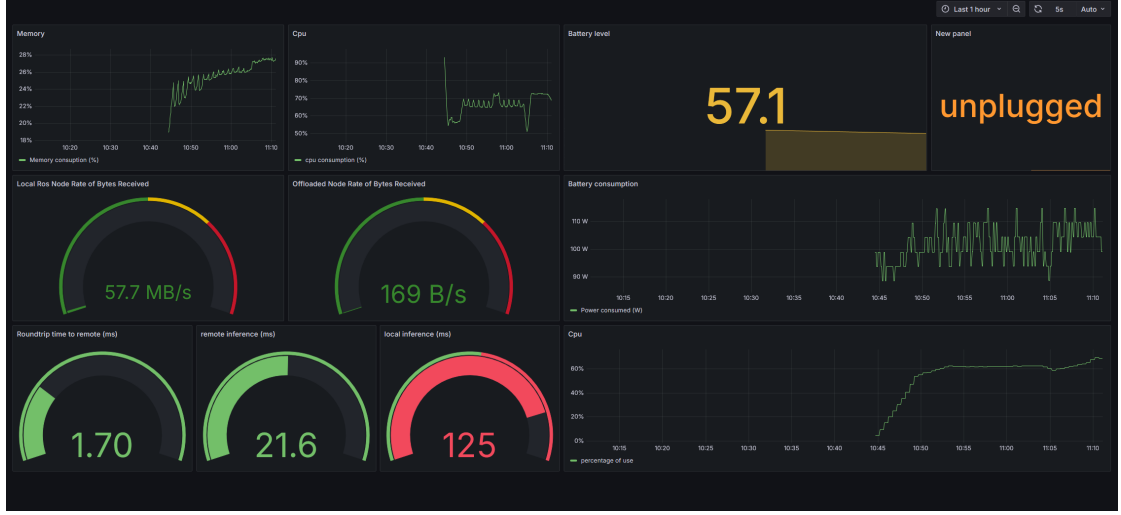 Last 1 hour
5s
Auto
Memory
28%
26%
24%
22%
20%
18%
10:20 10:30 10:40 10:50 11:00 11:10
Memory consuption (%)
Cpu
90%
80%
70%
60%
50%
10:20 10:30 10:40 10:50 11:00 11:10
cpu consumption (%)
Battery level
57.1
New panel
unplugged
Local Ros Node Rate of Bytes Received
57.7 MB/s
Offloaded Node Rate of Bytes Received
169 B/s
Battery consumption
110 W
100 W
90 W
10:15 10:20 10:25 10:30 10:35 10:40 10:45 10:50 10:55 11:00 11:05 11:10
Power consumed (W)
Roundtrip time to remote (ms)
1.70
remote inference (ms)
21.6
local inference (ms)
125
Cpu
60%
40%
20%
0%
10:15 10:20 10:25 10:30 10:35 10:40 10:45 10:50 10:55 11:00 11:05 11:10
percentage of use